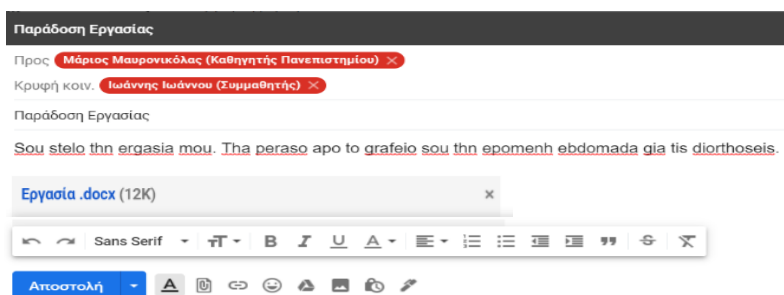 Παράδοση Εργασίας
Προς Μάριος Μαυρονικόλας (Καθηγητής Πανεπιστημίου) ×
Κρυφή κοιν. Ιωάννης Ιωάννου (Συμμαθητής) ×
Παράδοση Εργασίας
Sou stelo thn ergasia mou. Tha peraso apo to grafeio sou thn epomenh ebdomada gia tis diorthoseis.
Εργασία .docx (12K) ×
Sans Serif T B I U A
Αποστολή A